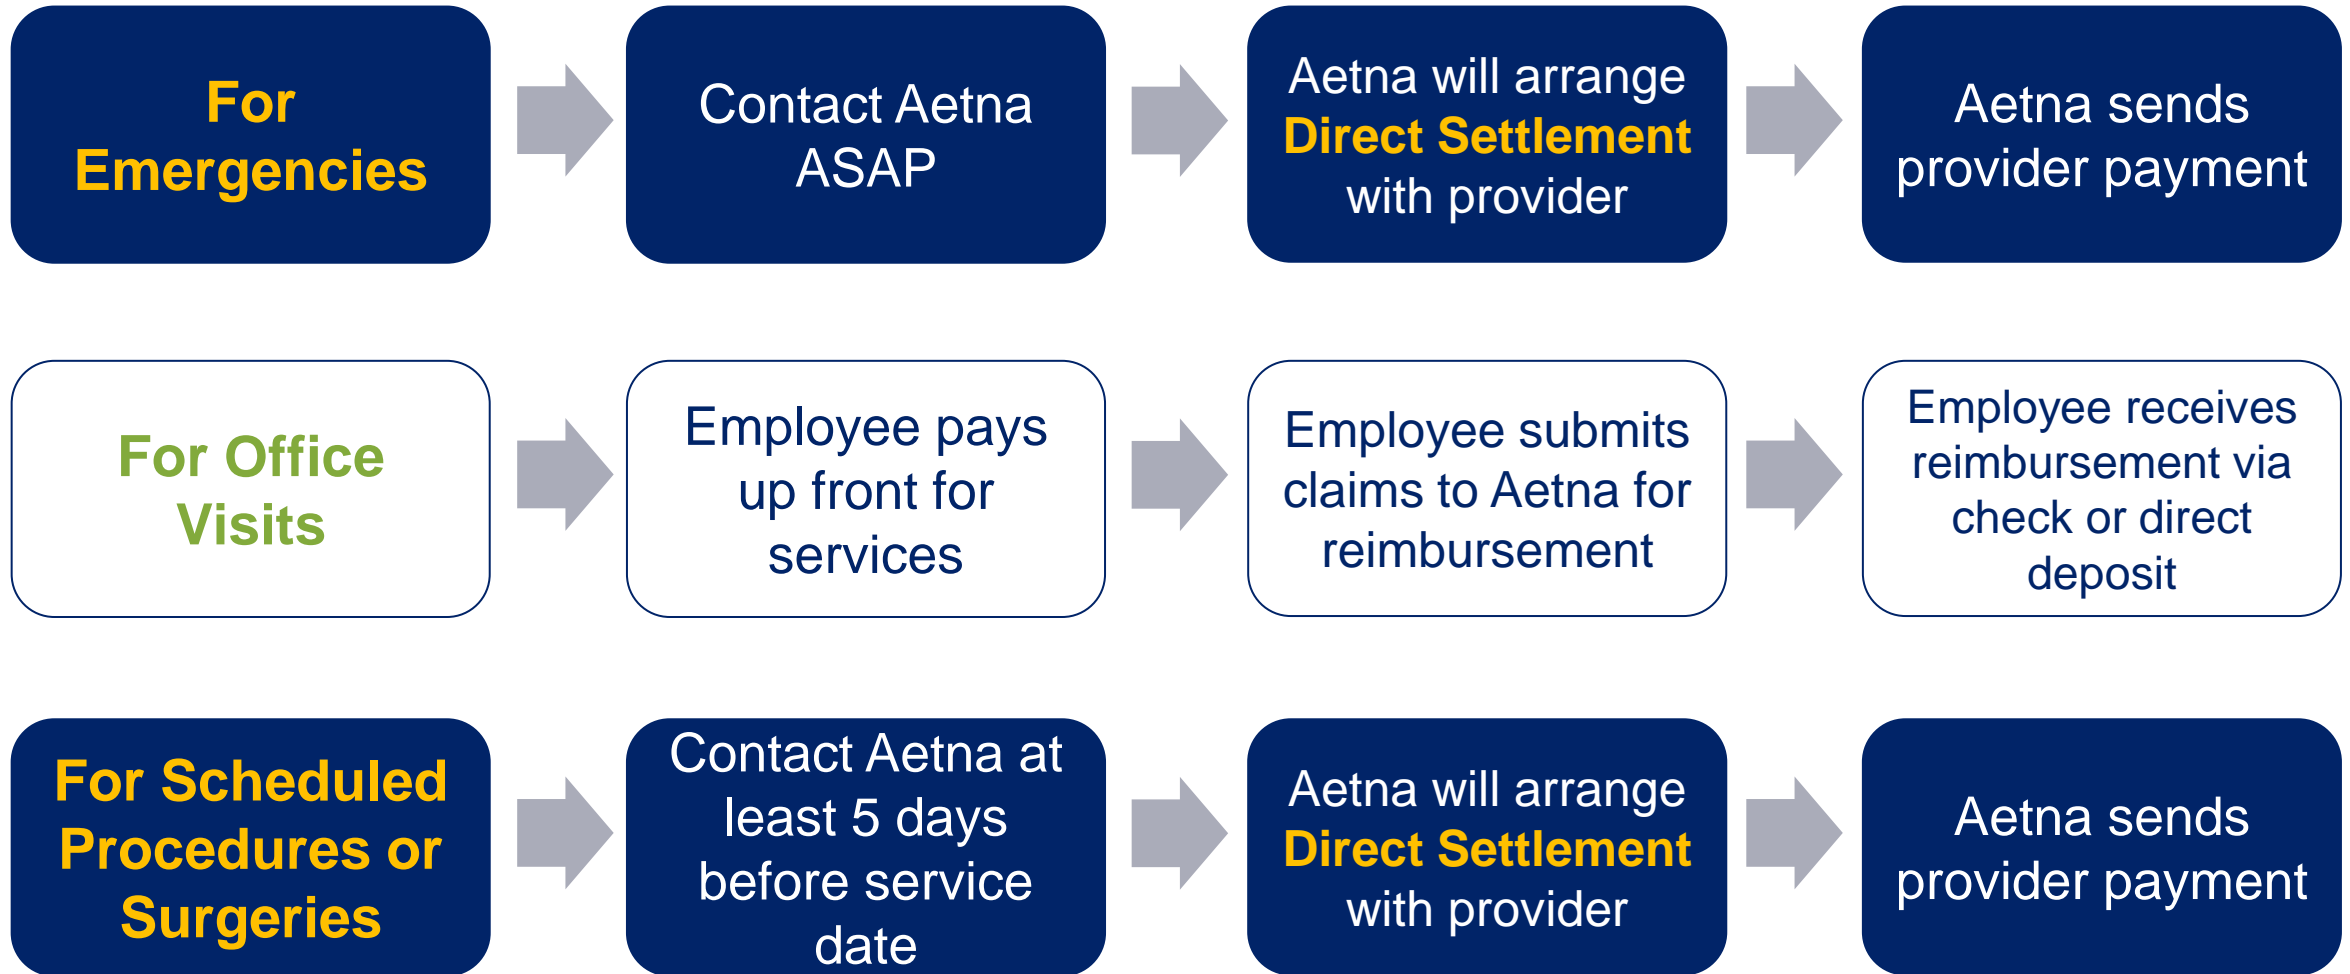 For
Emergencies
Contact Aetna
ASAP
Aetna will arrange
Direct Settlement
with provider
Aetna sends
provider payment
For Office
Visits
Employee pays
up front for
services
Employee submits
claims to Aetna for
reimbursement
Employee receives
reimbursement via
check or direct
deposit
For Scheduled
Procedures or
Surgeries
Contact Aetna at
least 5 days
before service
date
Aetna will arrange
Direct Settlement
with provider
Aetna sends
provider payment